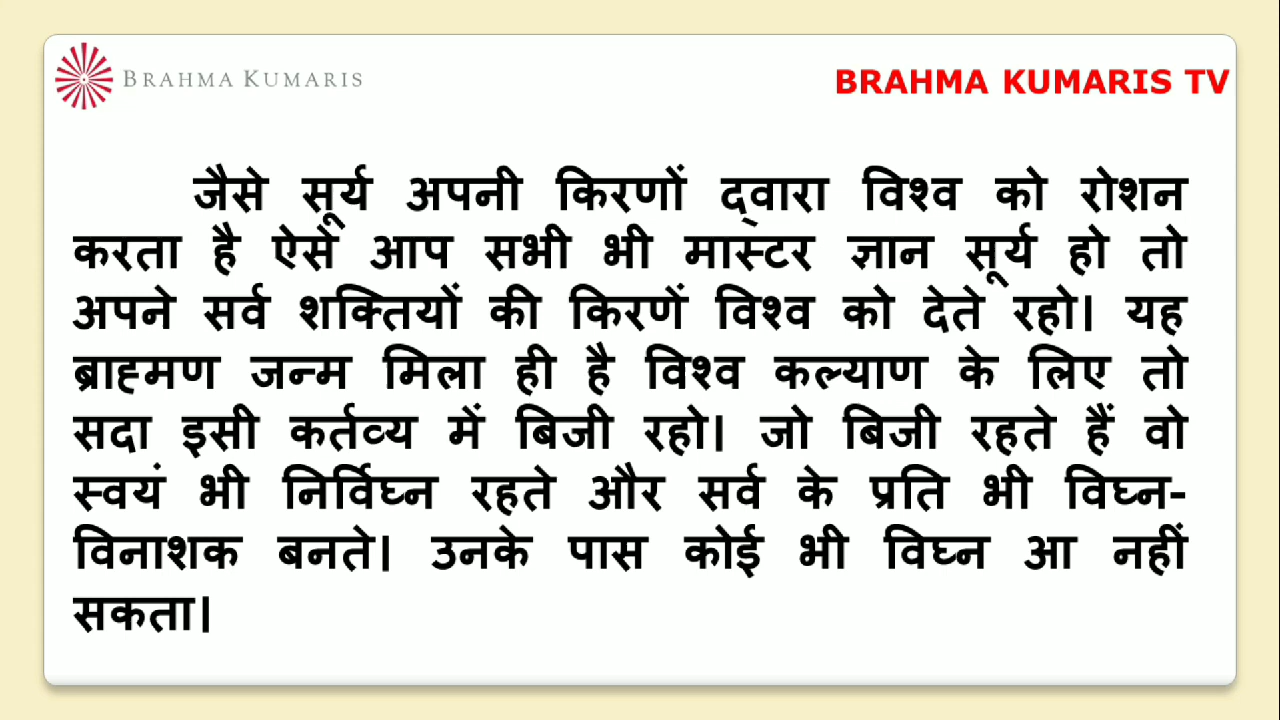 BRAHMA KUMARIS
BRAHMA KUMARIS TV
जैसे सूर्य अपनी किरणों द्वारा विश्व को रोशन
करता है ऐसे आप सभी भी मास्टर ज्ञान सूर्य हो तो
अपने सर्व शक्तियों की किरणें विश्व को देते रहो। यह
ब्राह्मण जन्म मिला ही है विश्व कल्याण के लिए तो
सदा इसी कर्तव्य में बिजी रहो। जो बिजी रहते हैं वो
स्वयं भी निर्विघ्न रहते और सर्व के प्रति भी विघ्न-
विनाशक बनते। उनके पास कोई भी विघ्न आ नहीं
सकता।